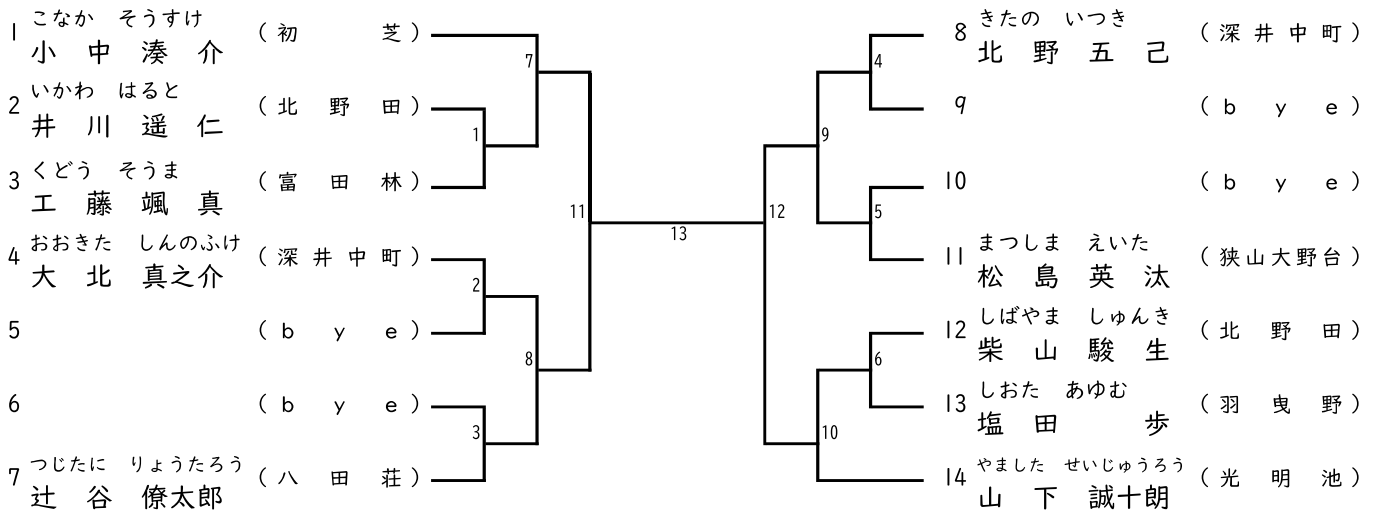 こなか　そうすけ
1 小中湊介 (初芝)
いかわ　はると
2 井川遥仁 (北野田)
くどう　そうま
3 工藤颯真 (富田林)
おおきた　しんのふけ
4 大北真之介 (深井中町)
5 (bye)
6 (bye)
つじたに　りょうたろう
7 辻谷僚太郎 (八田荘)
7
1
2
8
3
11
13
12
9
4
5
6
10
きたの　いつき
8 北野五己 (深井中町)
9 (bye)
10 (bye)
まつしま　えいた
11 松島英汰 (狭山大野台)
しばやま　しゅんき
12 柴山駿生 (北野田)
しおた　あゆむ
13 塩田歩 (羽曳野)
やました　せいじゅうろう
14 山下誠十朗 (光明池)